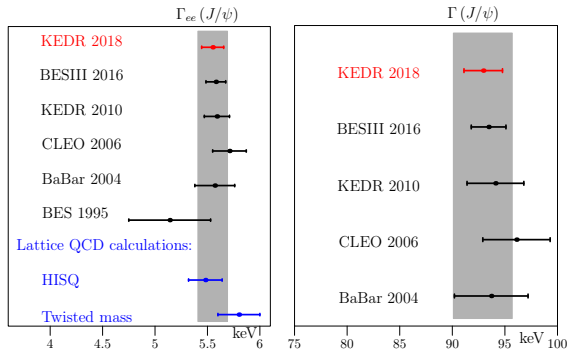 Γee (J/ψ)
KEDR 2018
BESIII 2016
KEDR 2010
CLEO 2006
BaBar 2004
BES 1995
Lattice QCD calculations:
HISQ
Twisted mass
keV
4 4.5 5 5.5 6
Γ (J/ψ)
KEDR 2018
BESIII 2016
KEDR 2010
CLEO 2006
BaBar 2004
keV
75 80 85 90 95 100